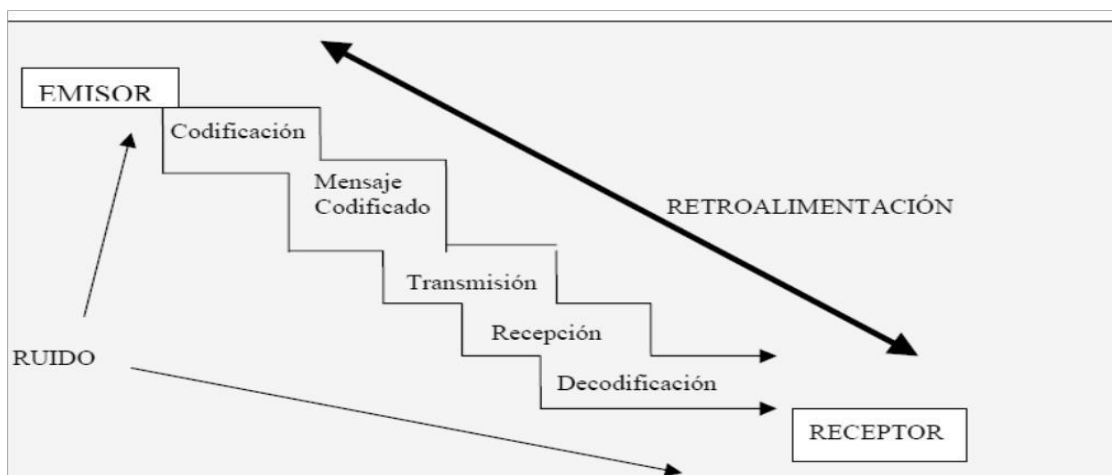 EMISOR
Codificación
Mensaje
Codificado
RETROALIMENTACIÓN
Transmisión
Recepción
RUIDO
Decodificación
RECEPTOR